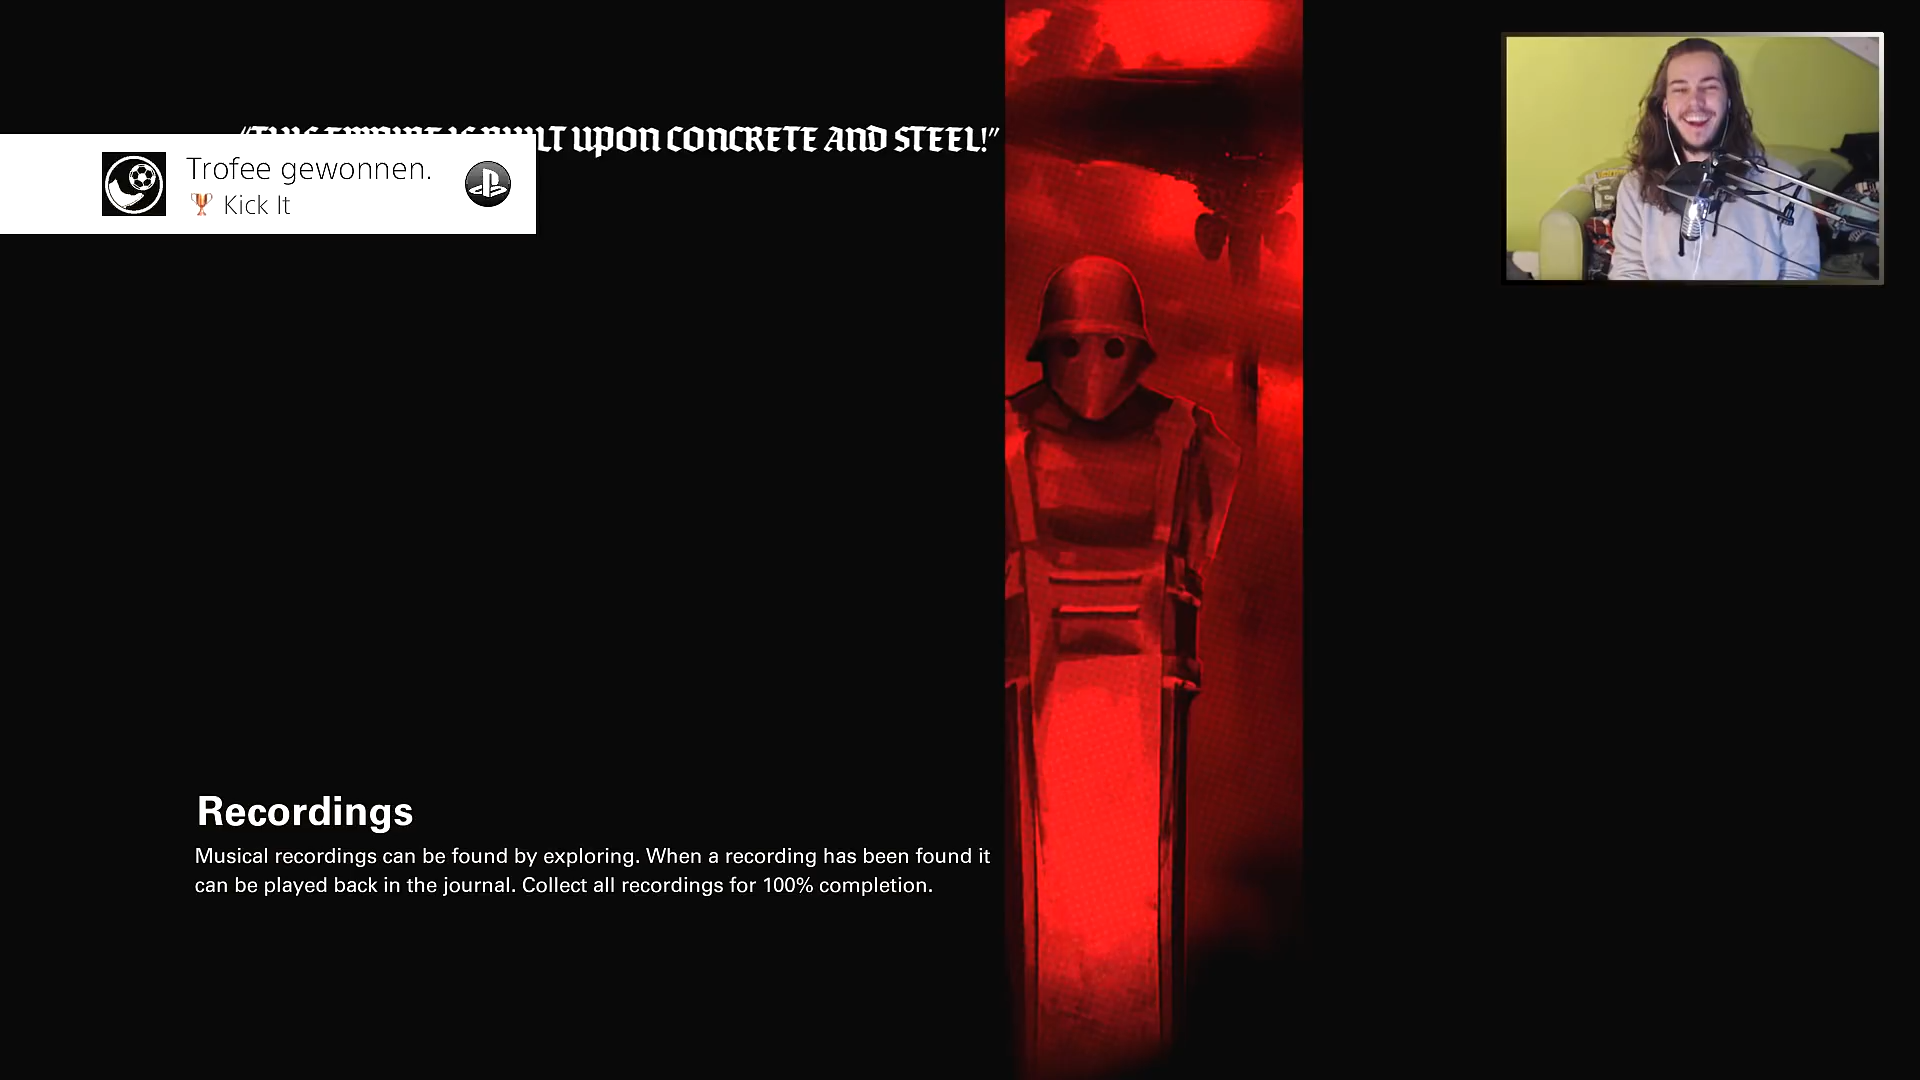 UPON CONCRETE AND STEEL!”
Trofee gewonnen.
Kick It
Recordings
Musical recordings can be found by exploring. When a recording has been found it
can be played back in the journal. Collect all recordings for 100% completion.